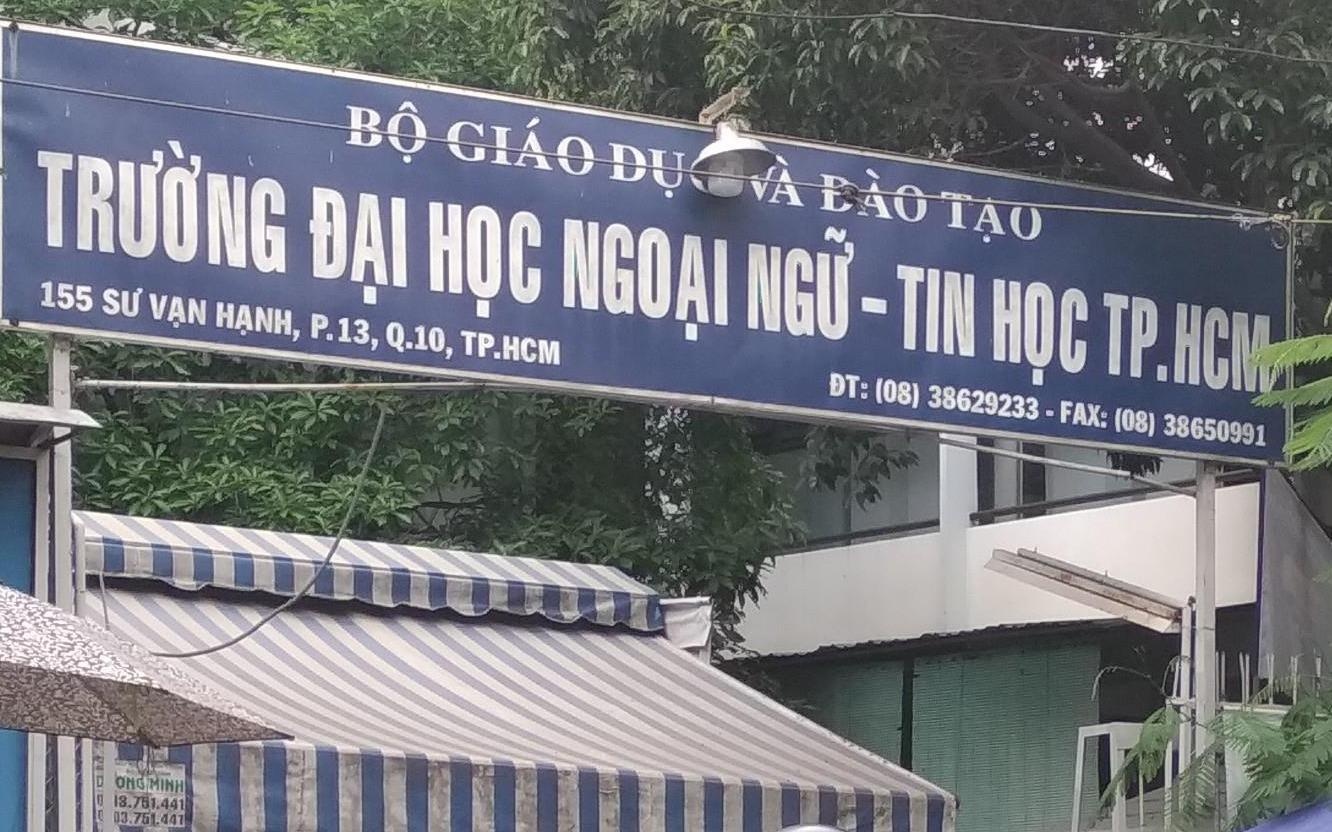 BỘ GIÁO DỤC VÀ ĐÀO TẠO
TRƯỜNG ĐẠI HỌC NGOẠI NGỮ - TIN HỌC TP.HCM
155 SƯ VẠN HẠNH, P.13, Q.10, TP.HCM
ĐT: (08) 38629233 - FAX: (08) 38650991